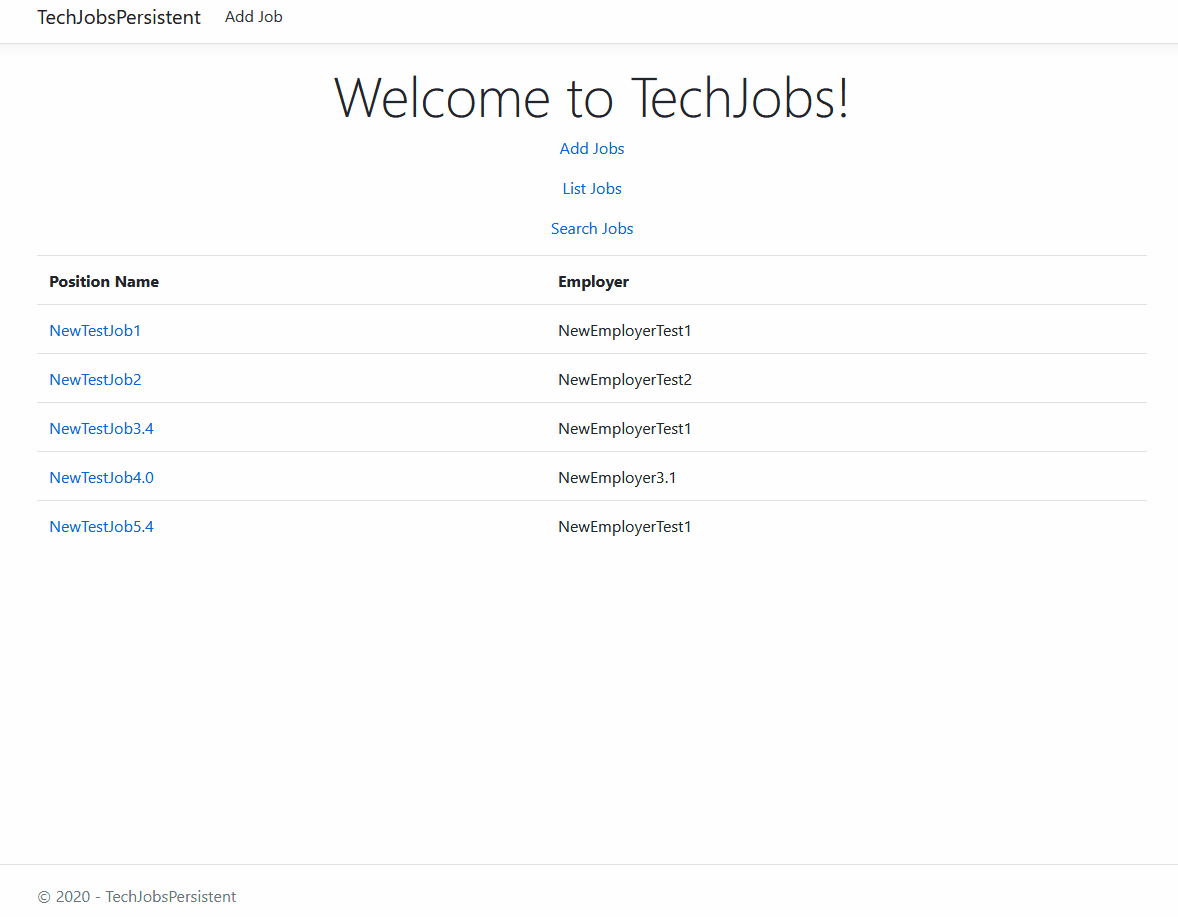 TechJobsPersistent Add Job
Welcome to TechJobs!
Add Jobs
List Jobs
Search Jobs
Position Name Employer
NewTestJob1 NewEmployerTest1
NewTestJob2 NewEmployerTest2
NewTestJob3.4 NewEmployerTest1
NewTestJob4.0 NewEmployer3.1
NewTestJob5.4 NewEmployerTest1
© 2020 - TechJobsPersistent